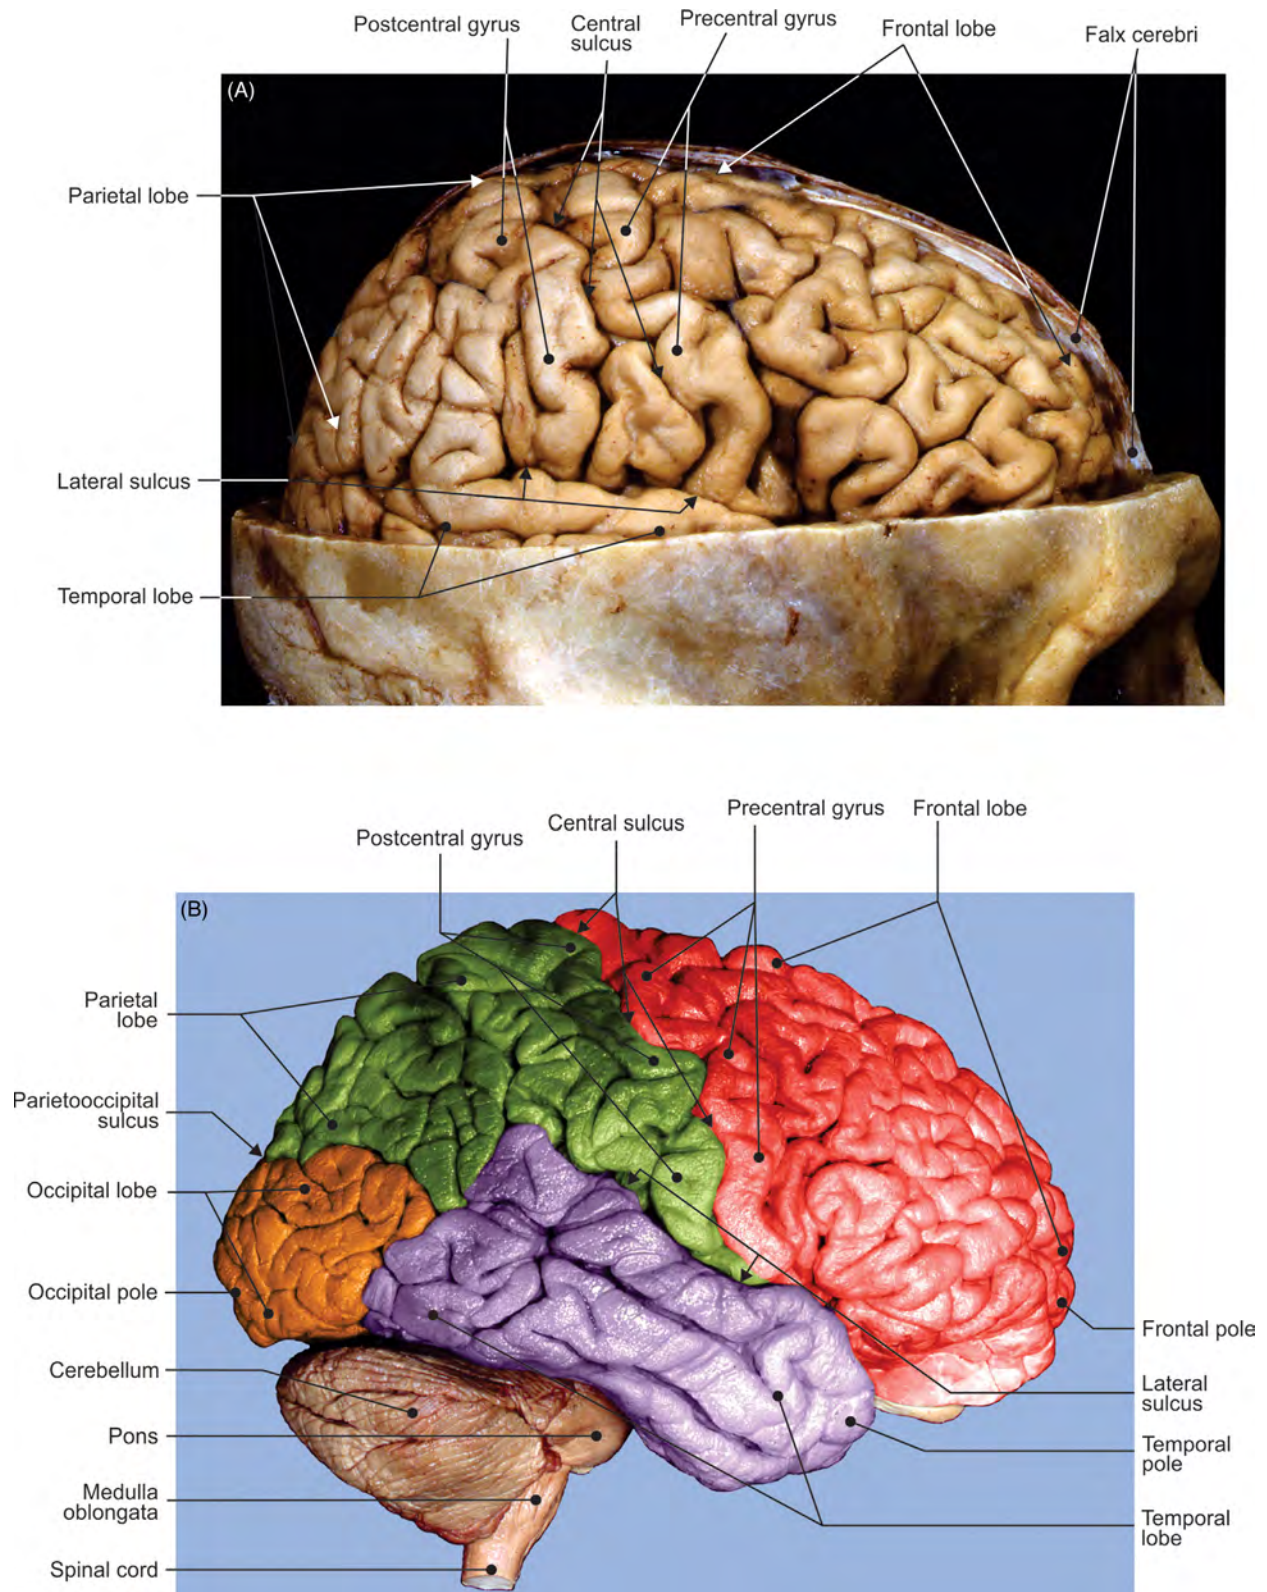 Postcentral gyrus
Central
sulcus
Precentral gyrus
Frontal lobe
Falx cerebri
(A)
Parietal lobe
Lateral sulcus
Temporal lobe
Postcentral gyrus
Central sulcus
Precentral gyrus
Frontal lobe
(B)
Parietal
lobe
Parietooccipital
sulcus
Occipital lobe
Occipital pole
Cerebellum
Pons
Medulla
oblongata
Spinal cord
Frontal pole
Lateral
sulcus
Temporal
pole
Temporal
lobe